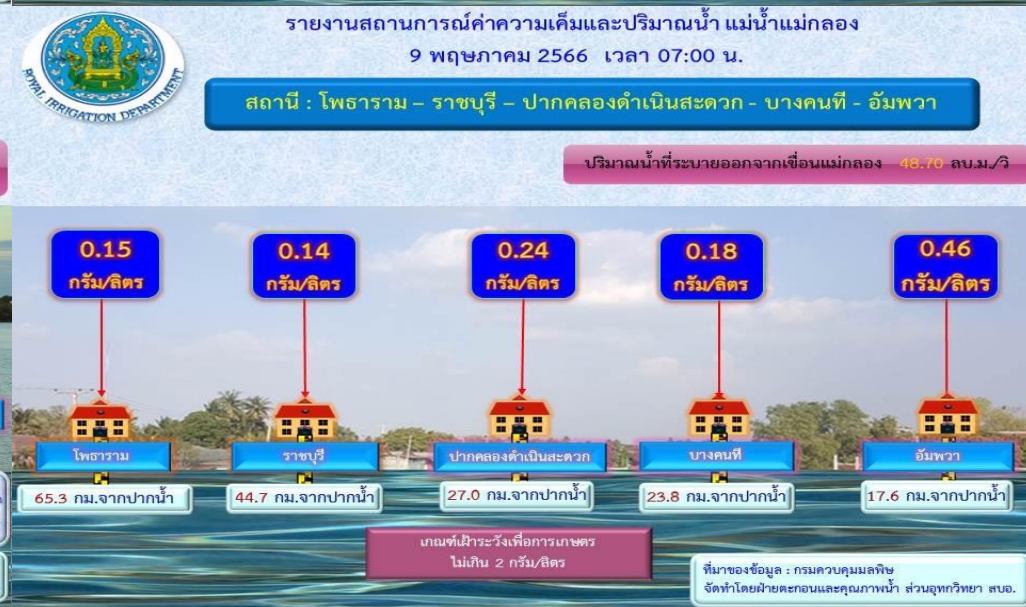 รายงานสถานการณ์ค่าความเค็มและปริมาณน้ำ แม่น้ำแม่กลอง
9 พฤษภาคม 2566 เวลา 07:00 น.
ROYAL IRRIGATION DEPARTMENT
สถานี : โพธาราม – ราชบุรี – ปากคลองดำเนินสะดวก - บางคนที - อัมพวา
ปริมาณน้ำที่ระบายออกจากเขื่อนแม่กลอง 48.70 ลบ.ม./วิ
0.15 0.14 0.24 0.18 0.46
กรัม/ลิตร กรัม/ลิตร กรัม/ลิตร กรัม/ลิตร กรัม/ลิตร
โพธาราม ราชบุรี ปากคลองดำเนินสะดวก บางคนที อัมพวา
65.3 กม.จากปากน้ำ 44.7 กม.จากปากน้ำ 27.0 กม.จากปากน้ำ 23.8 กม.จากปากน้ำ 17.6 กม.จากปากน้ำ
เกณฑ์เฝ้าระวังเพื่อการเกษตร
ไม่เกิน 2 กรัม/ลิตร
ที่มาของข้อมูล : กรมควบคุมมลพิษ
จัดทำโดยฝ่ายตะกอนและคุณภาพน้ำ ส่วนอุทกวิทยา สบอ.